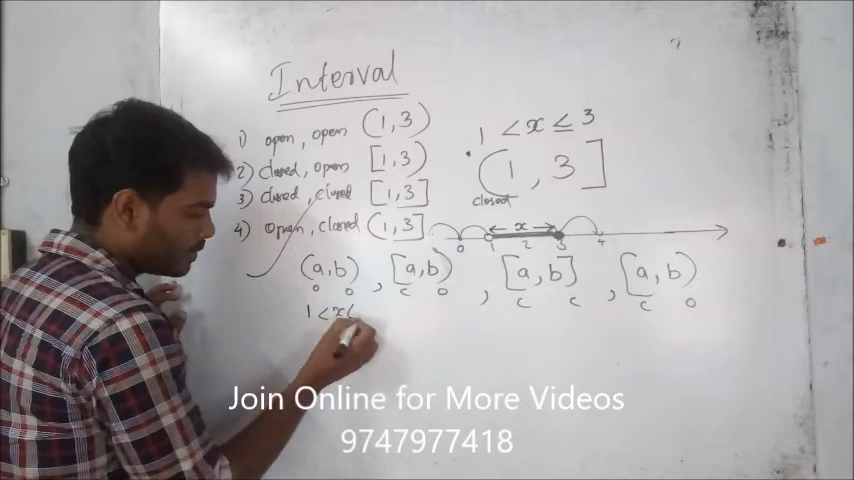 Interval
1) open, open (1, 3)
2) closed, open [1, 3)
3) closed, closed [1, 3]
4) open, closed (1, 3]
1 < x ≤ 3
(1, 3]
closed
x
0 1 2 3 4
(a, b) , [a, b) , [a, b] , [a, b)
o o c o c c c o
1 < x <
Join Online for More Videos
9747977418